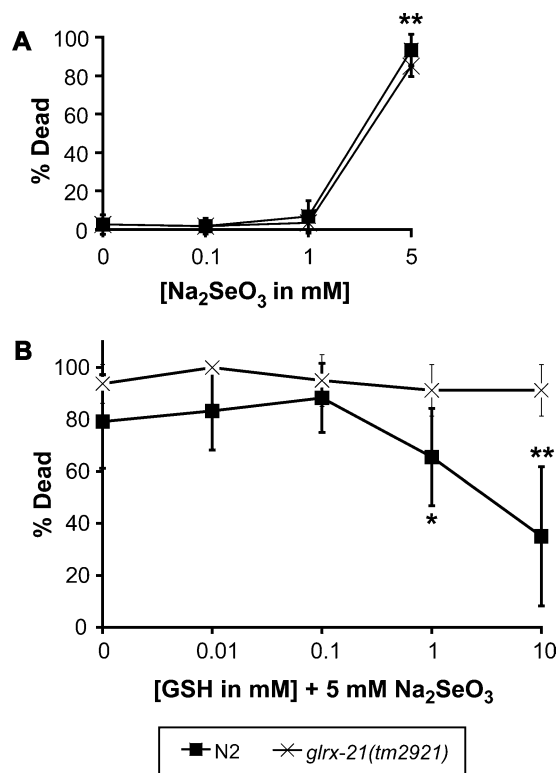 A
100
**
80
60
40
20
0
% Dead
0 0.1 1 5
[Na₂SeO₃ in mM]
B
100
80
60
40
20
0
% Dead
*
**
0 0.01 0.1 1 10
[GSH in mM] + 5 mM Na₂SeO₃
N2 glrx-21(tm2921)